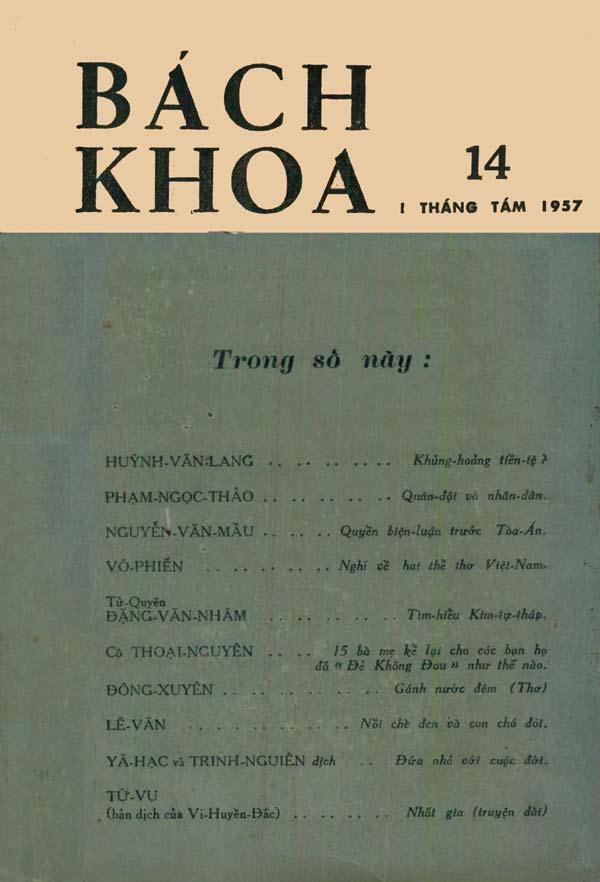 BÁCH
KHOA
14
1 THÁNG TÁM 1957
Trong số này :
HUỲNH-VĂN-LANG . . . . . . . . . Khủng-hoảng tiền-tệ ?
PHẠM-NGỌC-THẢO . . . . . . . . . Quân-đội và nhân-dân.
NGUYỄN-VĂN-MẦU . . . . . Quyền biện-luận trước Tòa-Án.
VÕ-PHIẾN . . . . . . . . . Nghĩ về hai thể thơ Việt-Nam.
Từ-Quyên
ĐẶNG-VĂN-NHÂM . . . . . . . . . Tìm-hiểu Kim-tự-tháp.
Cô THOẠI-NGUYÊN . . . . 15 bà mẹ kể lại cho các bạn họ
đã « Đẻ Không Đau » như thế nào.
ĐÔNG-XUYÊN . . . . . . . . . . . Gánh nước đêm (Thơ)
LÊ-VĂN . . . . . . . . . . . Nồi chè đen và con chó đói.
YÃ-HẠC và TRINH-NGUIÊN dịch . . Đứa nhỏ với cuộc đời.
TỪ-VU
(bản dịch của Vi-Huyền-Đắc) . . . . . . . Nhất gia (truyện dài)